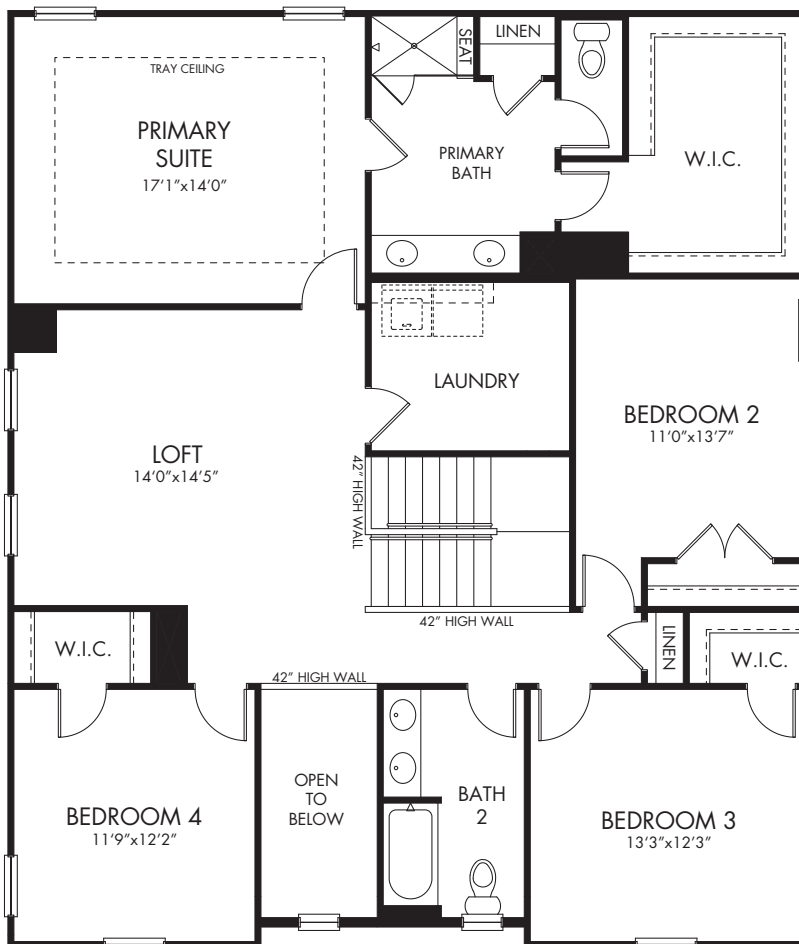 LINEN
SEAT
TRAY CEILING
PRIMARY
SUITE
17'1"x14'0"
PRIMARY
BATH
W.I.C.
LAUNDRY
BEDROOM 2
11'0"x13'7"
LOFT
14'0"x14'5"
42" HIGH WALL
42" HIGH WALL
W.I.C.
LINEN
W.I.C.
42" HIGH WALL
OPEN
TO
BELOW
BATH
2
BEDROOM 4
11'9"x12'2"
BEDROOM 3
13'3"x12'3"